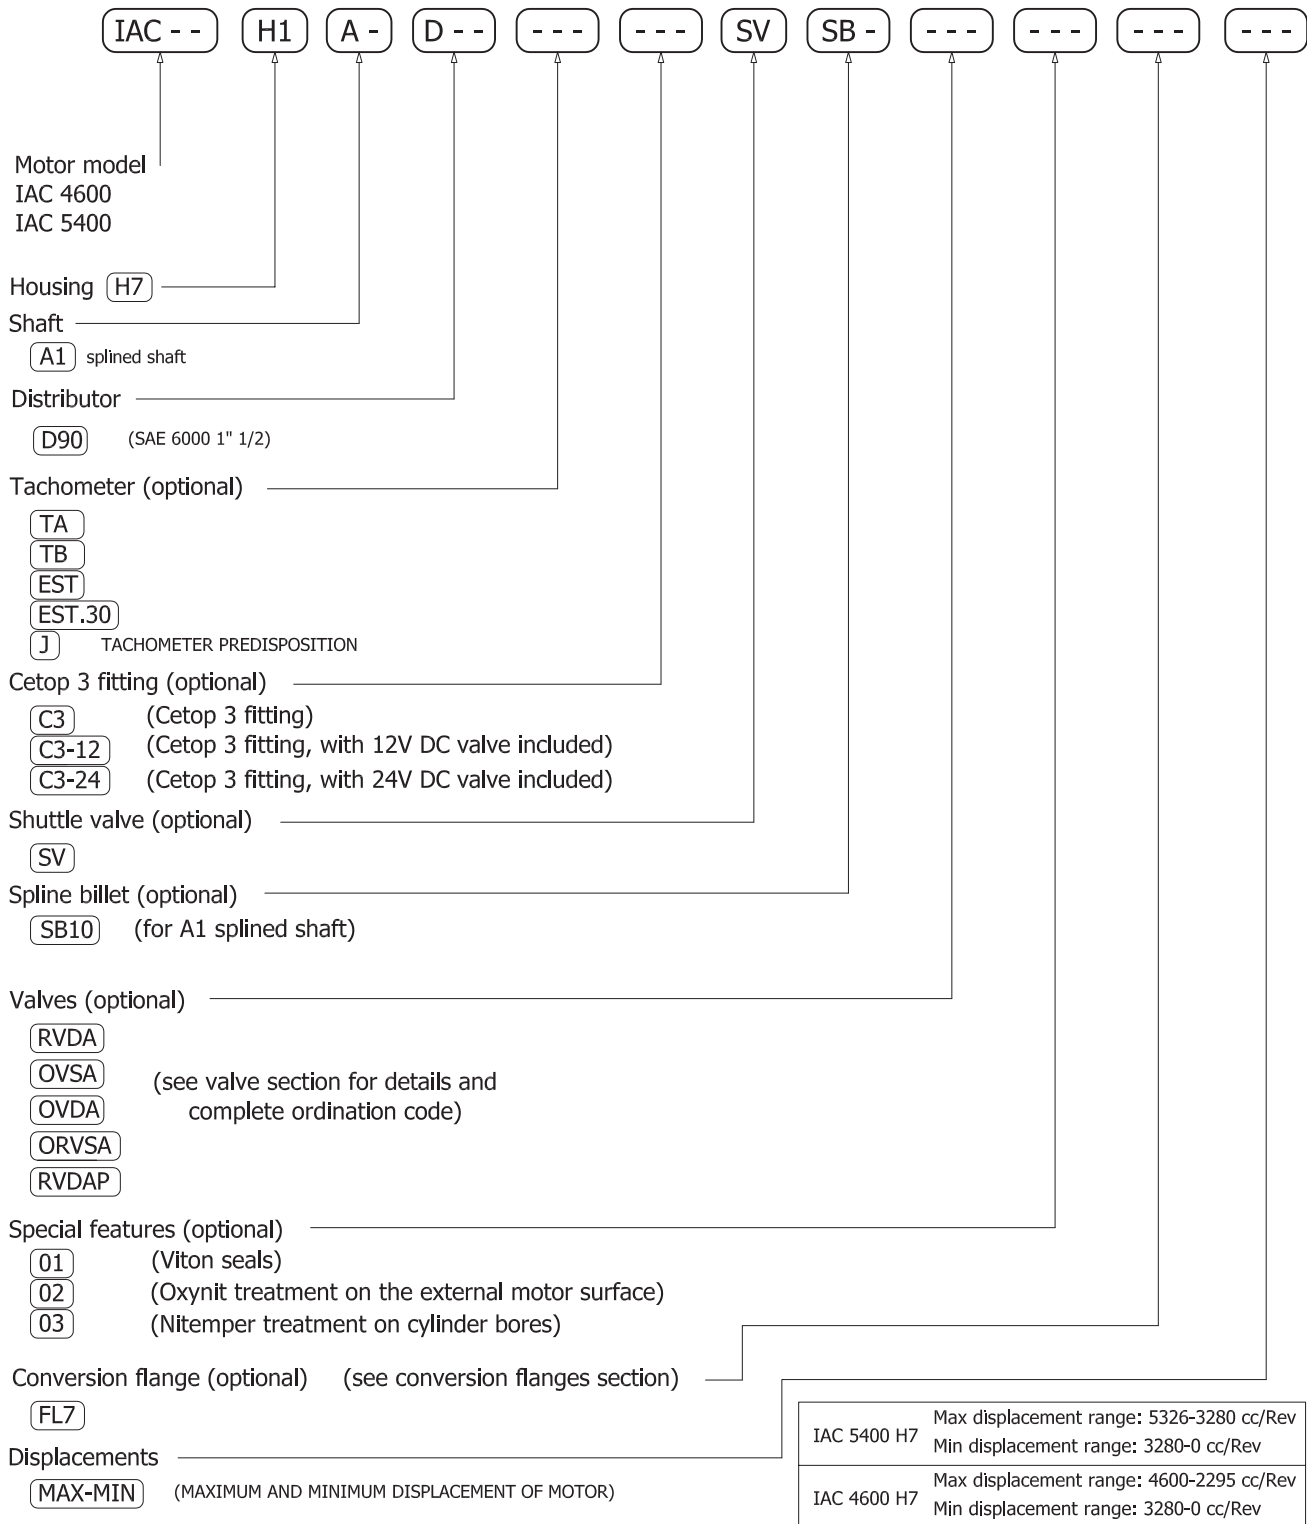 IAC - - H1 A - D - - - - - - - - SV SB - - - - - - - - - - - - -
Motor model
IAC 4600
IAC 5400
Housing H7
Shaft
A1 splined shaft
Distributor
D90 (SAE 6000 1" 1/2)
Tachometer (optional)
TA
TB
EST
EST.30
J TACHOMETER PREDISPOSITION
Cetop 3 fitting (optional)
C3 (Cetop 3 fitting)
C3-12 (Cetop 3 fitting, with 12V DC valve included)
C3-24 (Cetop 3 fitting, with 24V DC valve included)
Shuttle valve (optional)
SV
Spline billet (optional)
SB10 (for A1 splined shaft)
Valves (optional)
RVDA
OVSA (see valve section for details and
OVDA complete ordination code)
ORVSA
RVDAP
Special features (optional)
01 (Viton seals)
02 (Oxynit treatment on the external motor surface)
03 (Nitemper treatment on cylinder bores)
Conversion flange (optional) (see conversion flanges section)
FL7
Displacements
MAX-MIN (MAXIMUM AND MINIMUM DISPLACEMENT OF MOTOR)
IAC 5400 H7 Max displacement range: 5326-3280 cc/Rev
Min displacement range: 3280-0 cc/Rev
IAC 4600 H7 Max displacement range: 4600-2295 cc/Rev
Min displacement range: 3280-0 cc/Rev